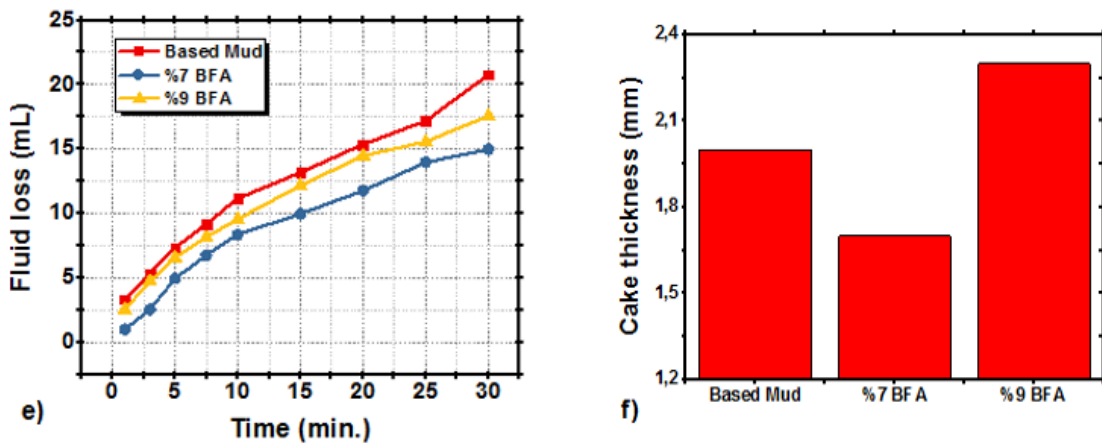 25
20
15
10
5
0
Fluid loss (mL)
Based Mud
%7 BFA
%9 BFA
0 5 10 15 20 25 30
Time (min.)
e)
2,4
2,1
1,8
1,5
1,2
Cake thickness (mm)
Based Mud %7 BFA %9 BFA
f)